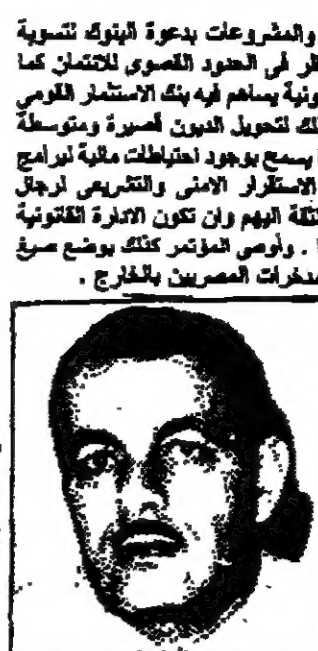 والمشروعات بدعوة البنوك لتسوية
فى الحدود القصوى للائتمان كما
ونية يساهم فيه بنك الاستثمار القومى
لك لتحويل الديون قصيرة ومتوسطة
يسمح بوجود احتياطات مالية لبرامج
الاستقرار الامنى والتشريعى لرجال
لثقة اليهم وان تكون الادارة القانونية
. وأوصى المؤتمر كذلك بوضع صيغ
مدخرات المصريين بالخارج .